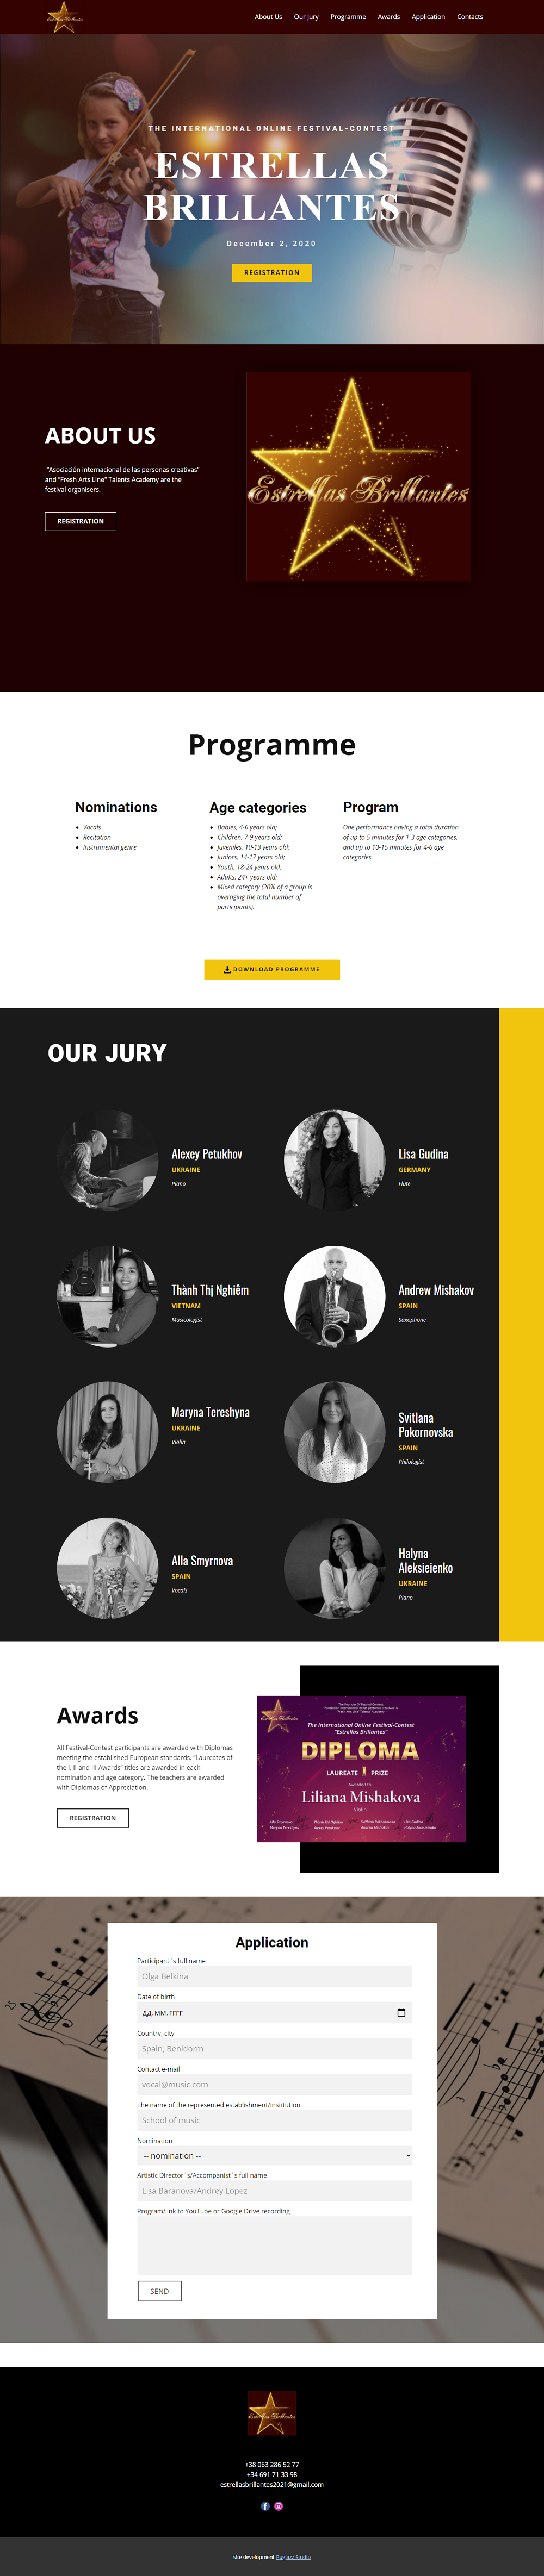 Estrellas Brillantes
About Us Our Jury Programme Awards Application Contacts
THE INTERNATIONAL ONLINE FESTIVAL-CONTEST
ESTRELLAS
BRILLANTES
December 2, 2020
REGISTRATION
ABOUT US
“Asociación internacional de las personas creativas”
and “Fresh Arts Line” Talents Academy are the
festival organisers.
REGISTRATION
Estrellas Brillantes
Programme
Nominations
Vocals
Recitation
Instrumental genre
Age categories
Babies, 4-6 years old;
Children, 7-9 years old;
Juveniles, 10-13 years old;
Juniors, 14-17 years old;
Youth, 18-24 years old;
Adults, 24+ years old;
Mixed category (20% of a group is
overaging the total number of
participants).
Program
One performance having a total duration
of up to 5 minutes for 1-3 age categories,
and up to 10-15 minutes for 4-6 age
categories.
DOWNLOAD PROGRAMME
OUR JURY
Alexey Petukhov
UKRAINE
Piano
Lisa Gudina
GERMANY
Flute
Thành Thị Nghiêm
VIETNAM
Musicologist
Andrew Mishakov
SPAIN
Saxophone
Maryna Tereshyna
UKRAINE
Violin
Svitlana
Pokornovska
SPAIN
Philologist
Alla Smyrnova
SPAIN
Vocals
Halyna
Aleksieienko
UKRAINE
Piano
Awards
All Festival-Contest participants are awarded with Diplomas
meeting the established European standards. “Laureates of
the I, II and III Awards” titles are awarded in each
nomination and age category. The teachers are awarded
with Diplomas of Appreciation.
REGISTRATION
Estrellas Brillantes
The International Online Festival-Contest
“Estrellas Brillantes”
DIPLOMA
LAUREATE I PRIZE
Awarded to:
Liliana Mishakova
Violin
Application
Participant`s full name
Olga Belkina
Date of birth
дд.мм.гггг
Country, city
Spain, Benidorm
Contact e-mail
vocal@music.com
The name of the represented establishment/institution
School of music
Nomination
-- nomination --
Artistic Director`s/Accompanist`s full name
Lisa Baranova/Andrey Lopez
Program/link to YouTube or Google Drive recording
SEND
Estrellas Brillantes
+38 063 286 52 77
+34 691 71 33 98
estrellasbrillantes2021@gmail.com
site development Pugjazz Studio